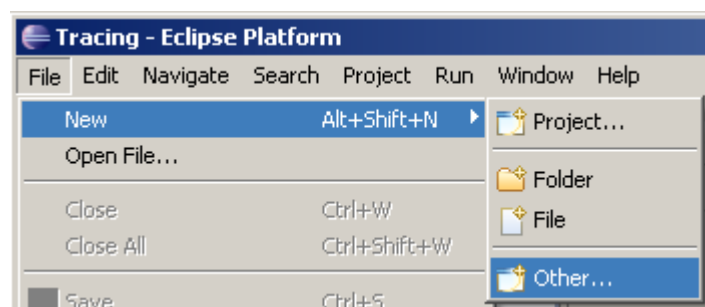 Tracing - Eclipse Platform
File Edit Navigate Search Project Run Window Help
New Alt+Shift+N
Project...
Open File...
Folder
Close Ctrl+W
File
Close All Ctrl+Shift+W
Other...
Save Ctrl+S